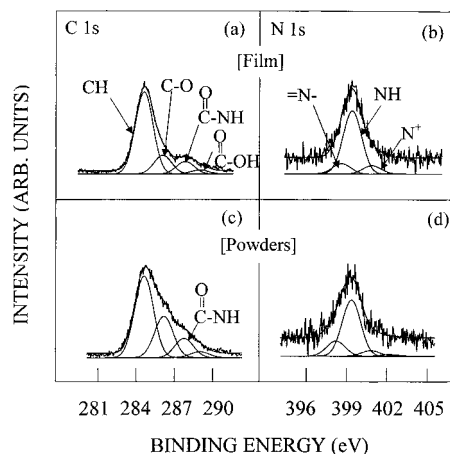 C 1s
(a)
N 1s
(b)
[Film]
CH
C-O
O
C-NH
O
C-OH
=N-
NH
N+
(c)
(d)
[Powders]
O
C-NH
INTENSITY (ARB. UNITS)
281 284 287 290
396 399 402 405
BINDING ENERGY (eV)